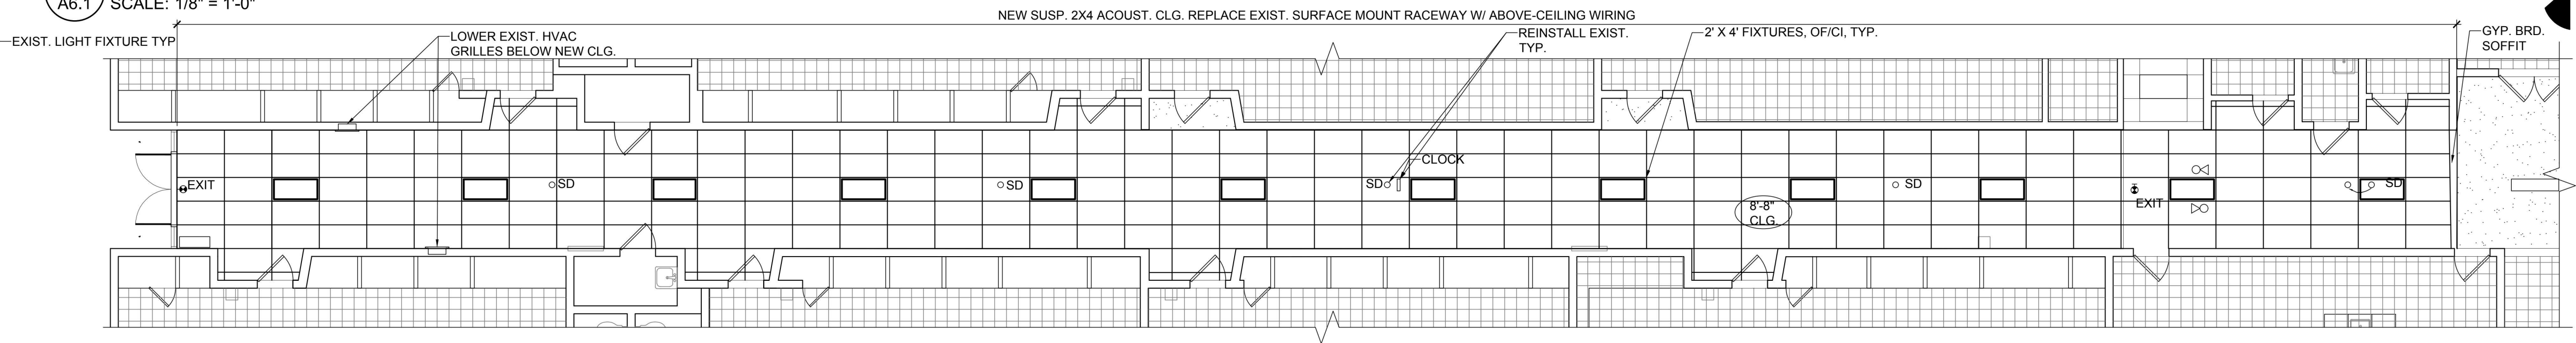 A6.1
SCALE: 1/8" = 1'-0"
NEW SUSP. 2X4 ACOUST. CLG. REPLACE EXIST. SURFACE MOUNT RACEWAY W/ ABOVE-CEILING WIRING
EXIST. LIGHT FIXTURE TYP
LOWER EXIST. HVAC
GRILLES BELOW NEW CLG.
REINSTALL EXIST.
TYP.
2' X 4' FIXTURES, OF/CI, TYP.
GYP. BRD.
SOFFIT
CLOCK
EXIT
SD
SD
SD
SD
SD
8'-8"
CLG.
EXIT